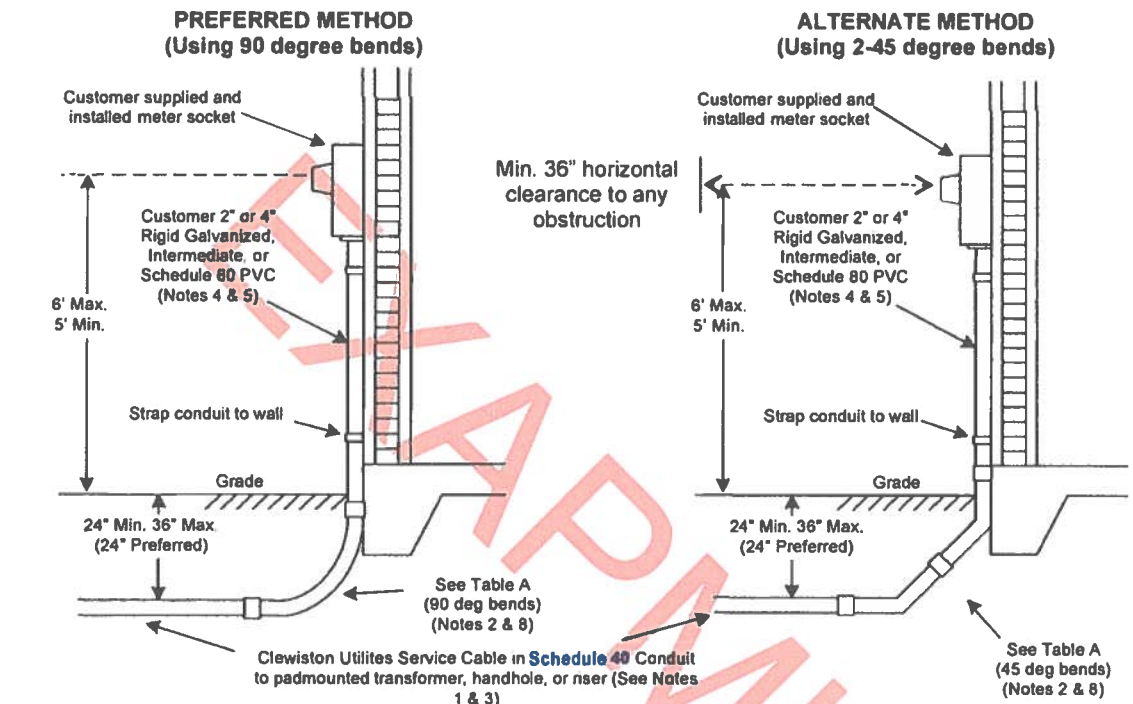 PREFERRED METHOD
(Using 90 degree bends)
Customer supplied and
installed meter socket
Customer 2" or 4"
Rigid Galvanized,
Intermediate, or
Schedule 80 PVC
(Notes 4 & 5)
6' Max.
5' Min.
Strap conduit to wall
Grade
24" Min. 36" Max.
(24" Preferred)
See Table A
(90 deg bends)
(Notes 2 & 8)
Min. 36" horizontal
clearance to any
obstruction
ALTERNATE METHOD
(Using 2-45 degree bends)
Customer supplied and
installed meter socket
Customer 2" or 4"
Rigid Galvanized,
Intermediate, or
Schedule 80 PVC
(Notes 4 & 5)
6' Max.
5' Min.
Strap conduit to wall
Grade
24" Min. 36" Max.
(24" Preferred)
See Table A
(45 deg bends)
(Notes 2 & 8)
Clewiston Utilites Service Cable in Schedule 40 Conduit
to padmounted transformer, handhole, or riser (See Notes
1 & 3)